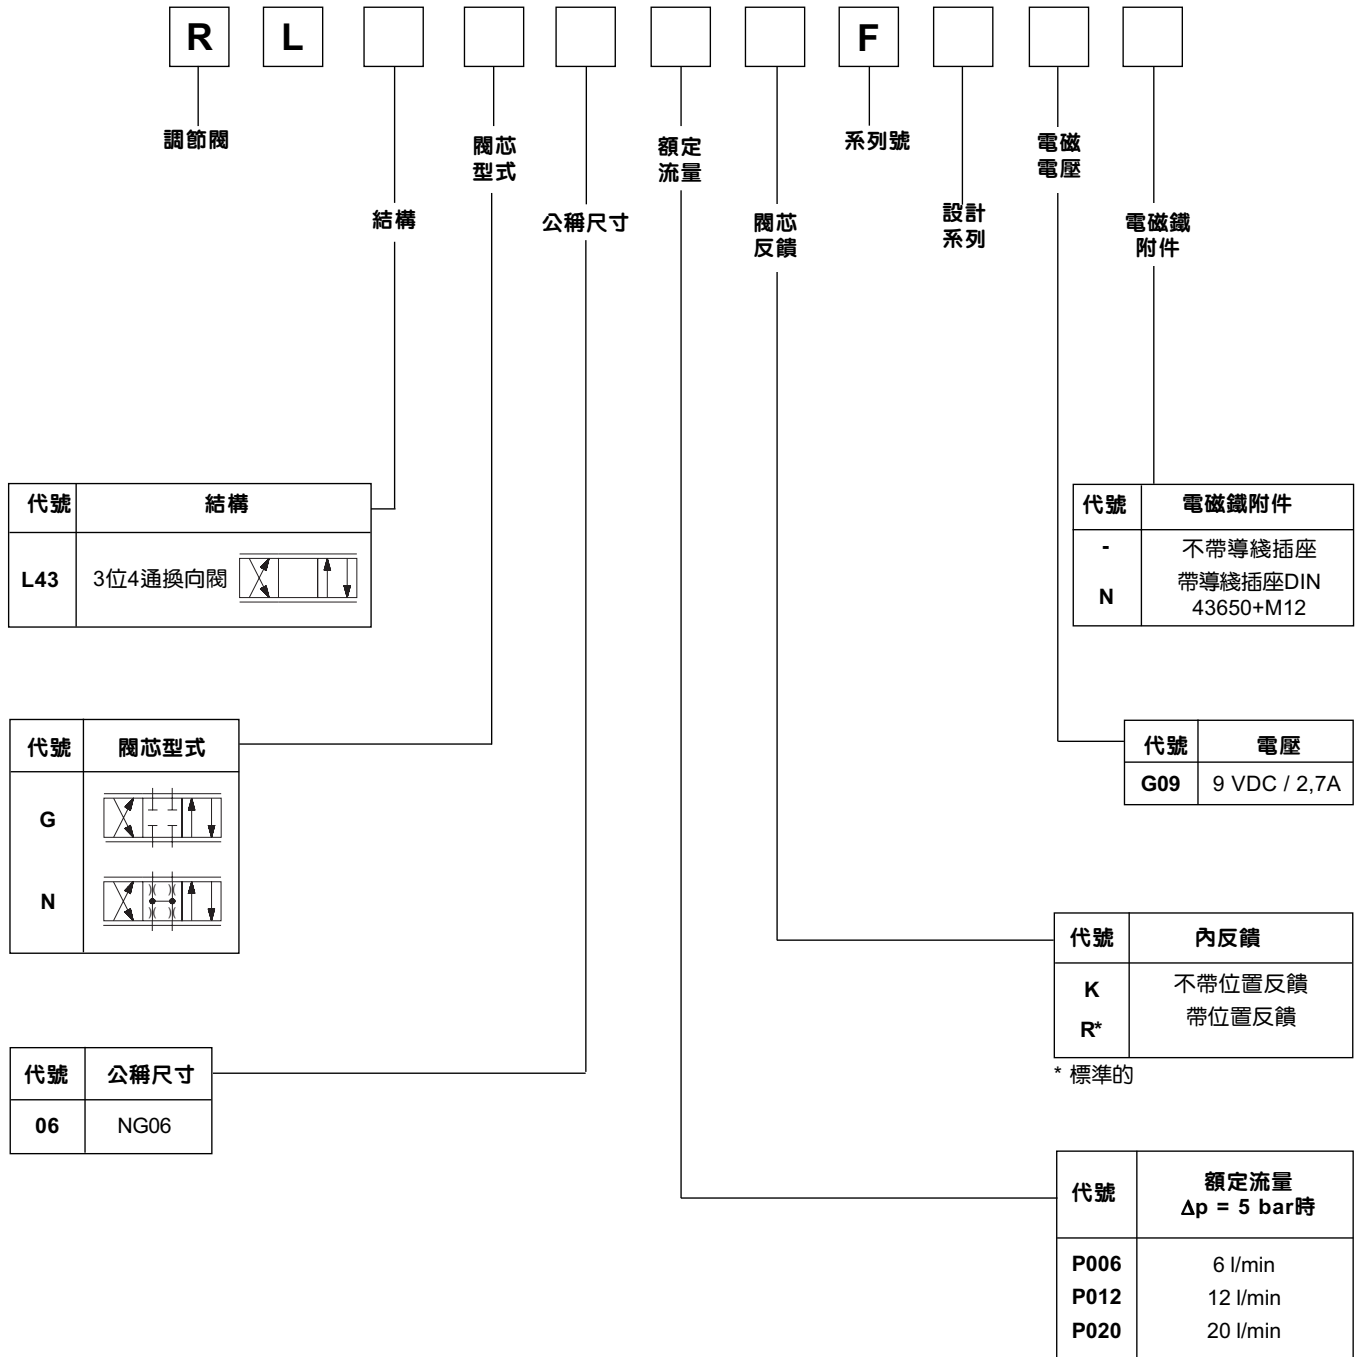 R L F
調節閥
結構
閥芯
型式
公稱尺寸
額定
流量
閥芯
反饋
系列號
設計
系列
電磁
電壓
電磁鐵
附件
代號 結構
L43 3位4通換向閥
代號 電磁鐵附件
- 不帶導綫插座
N 帶導綫插座DIN
43650+M12
代號 閥芯型式
G
N
代號 電壓
G09 9 VDC / 2,7A
代號 內反饋
K 不帶位置反饋
R* 帶位置反饋
* 標準的
代號 公稱尺寸
06 NG06
代號 額定流量
Δp = 5 bar時
P006 6 l/min
P012 12 l/min
P020 20 l/min